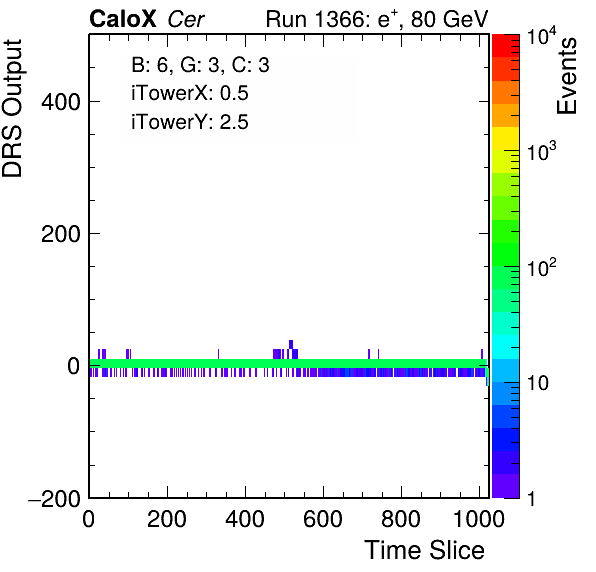 CaloX Cer Run 1366: e⁺, 80 GeV
B: 6, G: 3, C: 3
iTowerX: 0.5
iTowerY: 2.5
DRS Output
400
200
0
−200
0 200 400 600 800 1000
Time Slice
Events
10⁴
10³
10²
10
1